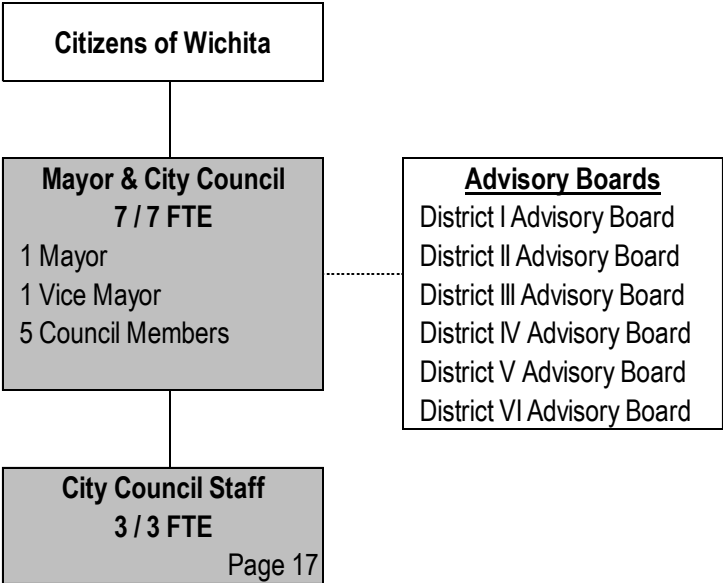 Citizens of Wichita
Mayor & City Council
7 / 7 FTE
1 Mayor
1 Vice Mayor
5 Council Members
Advisory Boards
District I Advisory Board
District II Advisory Board
District III Advisory Board
District IV Advisory Board
District V Advisory Board
District VI Advisory Board
City Council Staff
3 / 3 FTE
Page 17